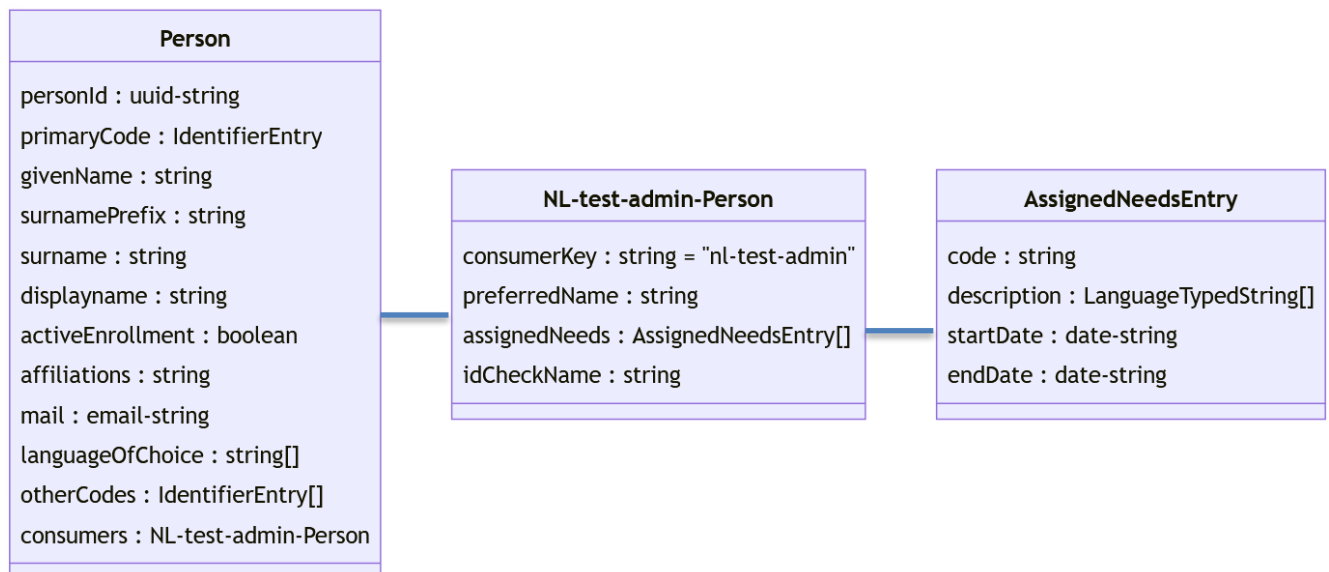 Person
personId : uuid-string
primaryCode : IdentifierEntry
givenName : string
surnamePrefix : string
surname : string
displayname : string
activeEnrollment : boolean
affiliations : string
mail : email-string
languageOfChoice : string[]
otherCodes : IdentifierEntry[]
consumers : NL-test-admin-Person
NL-test-admin-Person
consumerKey : string = "nl-test-admin"
preferredName : string
assignedNeeds : AssignedNeedsEntry[]
idCheckName : string
AssignedNeedsEntry
code : string
description : LanguageTypedString[]
startDate : date-string
endDate : date-string